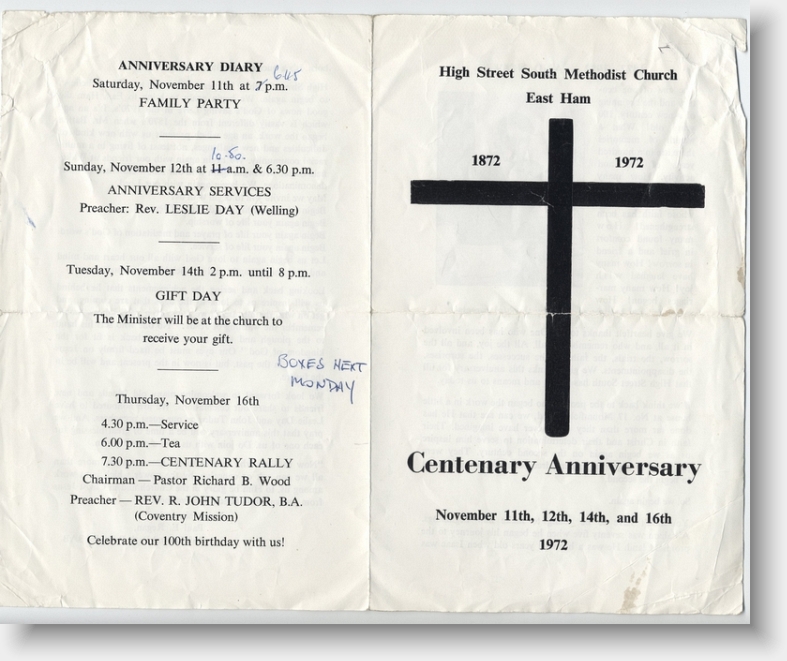 ANNIVERSARY DIARY
6.45
Saturday, November 11th at 7 p.m.
FAMILY PARTY
10.50.
Sunday, November 12th at 11 a.m. & 6.30 p.m.
ANNIVERSARY SERVICES
Preacher: Rev. LESLIE DAY (Welling)
Tuesday, November 14th 2 p.m. until 8 p.m.
GIFT DAY
The Minister will be at the church to
receive your gift.
BOXES NEXT
MONDAY
Thursday, November 16th
4.30 p.m.—Service
6.00 p.m.—Tea
7.30 p.m.—CENTENARY RALLY
Chairman — Pastor Richard B. Wood
Preacher — REV. R. JOHN TUDOR, B.A.
(Coventry Mission)
Celebrate our 100th birthday with us!
High Street South Methodist Church
East Ham
1872 1972
Centenary Anniversary
November 11th, 12th, 14th, and 16th
1972